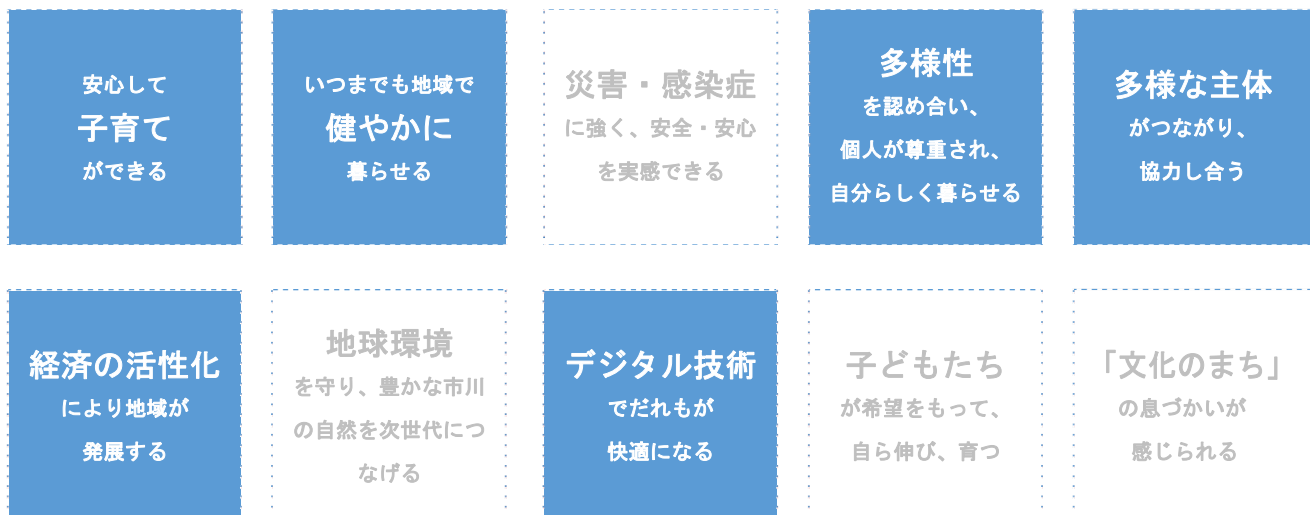 安心して
子育て
ができる
いつまでも地域で
健やかに
暮らせる
災害・感染症
に強く、安全・安心
を実感できる
多様性
を認め合い、
個人が尊重され、
自分らしく暮らせる
多様な主体
がつながり、
協力し合う
経済の活性化
により地域が
発展する
地球環境
を守り、豊かな市川
の自然を次世代につ
なげる
デジタル技術
でだれもが
快適になる
子どもたち
が希望をもって、
自ら伸び、育つ
「文化のまち」
の息づかいが
感じられる